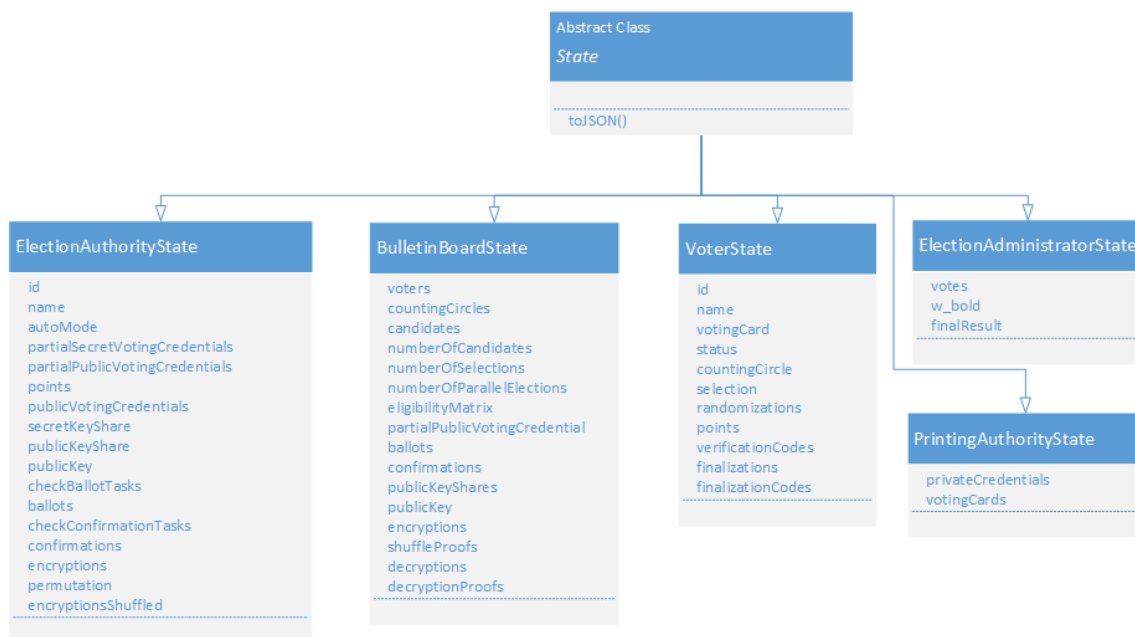 Abstract Class
State
toJSON()
ElectionAuthorityState
id
name
autoMode
partialSecretVotingCredentials
partialPublicVotingCredentials
points
publicVotingCredentials
secretKeyShare
publicKeyShare
publicKey
checkBallotTasks
ballots
checkConfirmationTasks
confirmations
encryptions
permutation
encryptionsShuffled
BulletinBoardState
voters
countingCircles
candidates
numberOfCandidates
numberOfSelections
numberOfParallelElections
eligibilityMatrix
partialPublicVotingCredential
ballots
confirmations
publicKeyShares
publicKey
encryptions
shuffleProofs
decryptions
decryptionProofs
VoterState
id
name
votingCard
status
countingCircle
selection
randomizations
points
verificationCodes
finalizations
finalizationCodes
ElectionAdministratorState
votes
w_bold
finalResult
PrintingAuthorityState
privateCredentials
votingCards